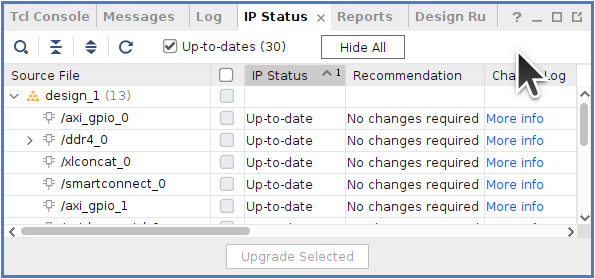 Tcl Console Messages Log IP Status × Reports Design Ru ?
Up-to-dates (30) Hide All
Source File IP Status 1 Recommendation Log
design_1 (13)
/axi_gpio_0 Up-to-date No changes required More info
/ddr4_0 Up-to-date No changes required More info
/xlconcat_0 Up-to-date No changes required More info
/smartconnect_0 Up-to-date No changes required More info
/axi_gpio_1 Up-to-date No changes required More info
Upgrade Selected